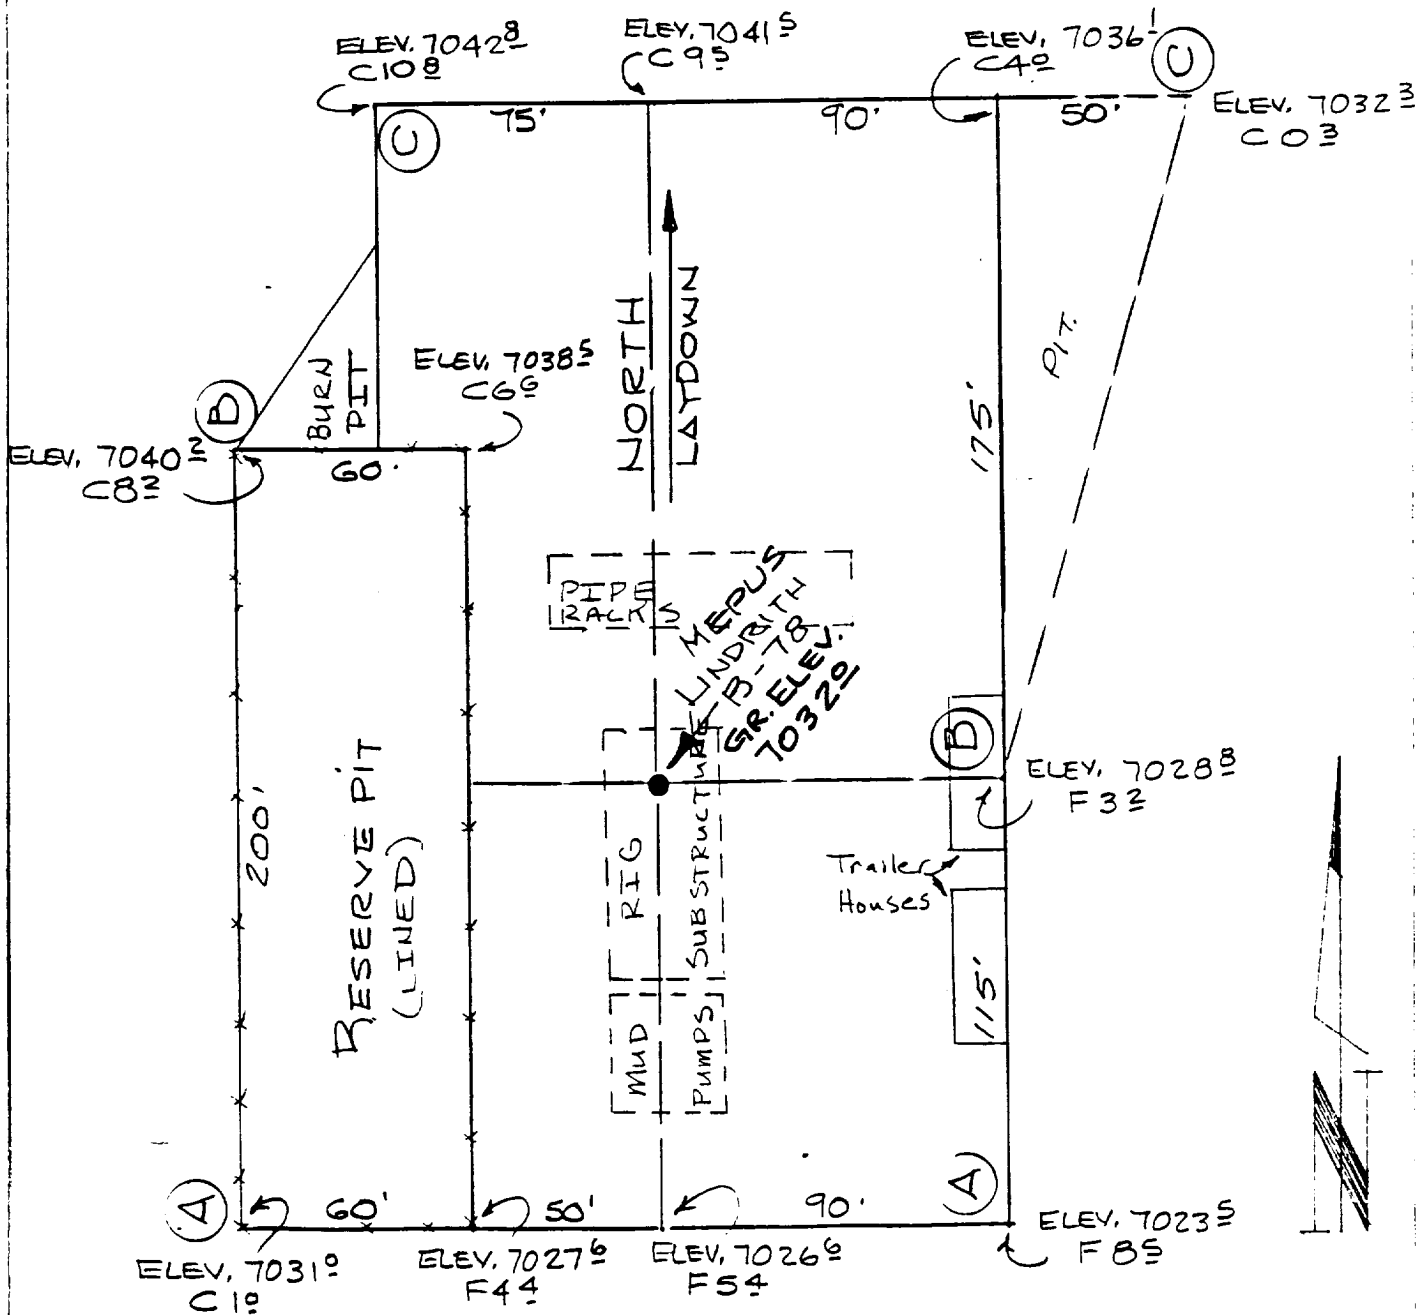 ELEV. 7042⁸
C10⁸
ELEV. 7041⁵
C9⁵
ELEV. 7036¹
C4⁰
C
ELEV. 7032³
C0³
75'
90'
50'
C
NORTH
LAYDOWN
PIT.
BURN
PIT
ELEV. 7038⁵
C6⁶
B
ELEV. 7040²
C8²
60'
175'
PIPE
RACKS
MEPUS
LINDRITH
B-78
GR. ELEV.
7032⁰
B
ELEV. 7028⁸
F3²
200'
RESERVE PIT
(LINED)
RIG
SUBSTRUCTURE
Trailer
Houses
MUD
PUMPS
115'
A
60'
50'
90'
A
ELEV. 7031⁰
C1⁰
ELEV. 7027⁶
F4⁴
ELEV. 7026⁶
F5⁴
ELEV. 7023⁵
F8⁵
N